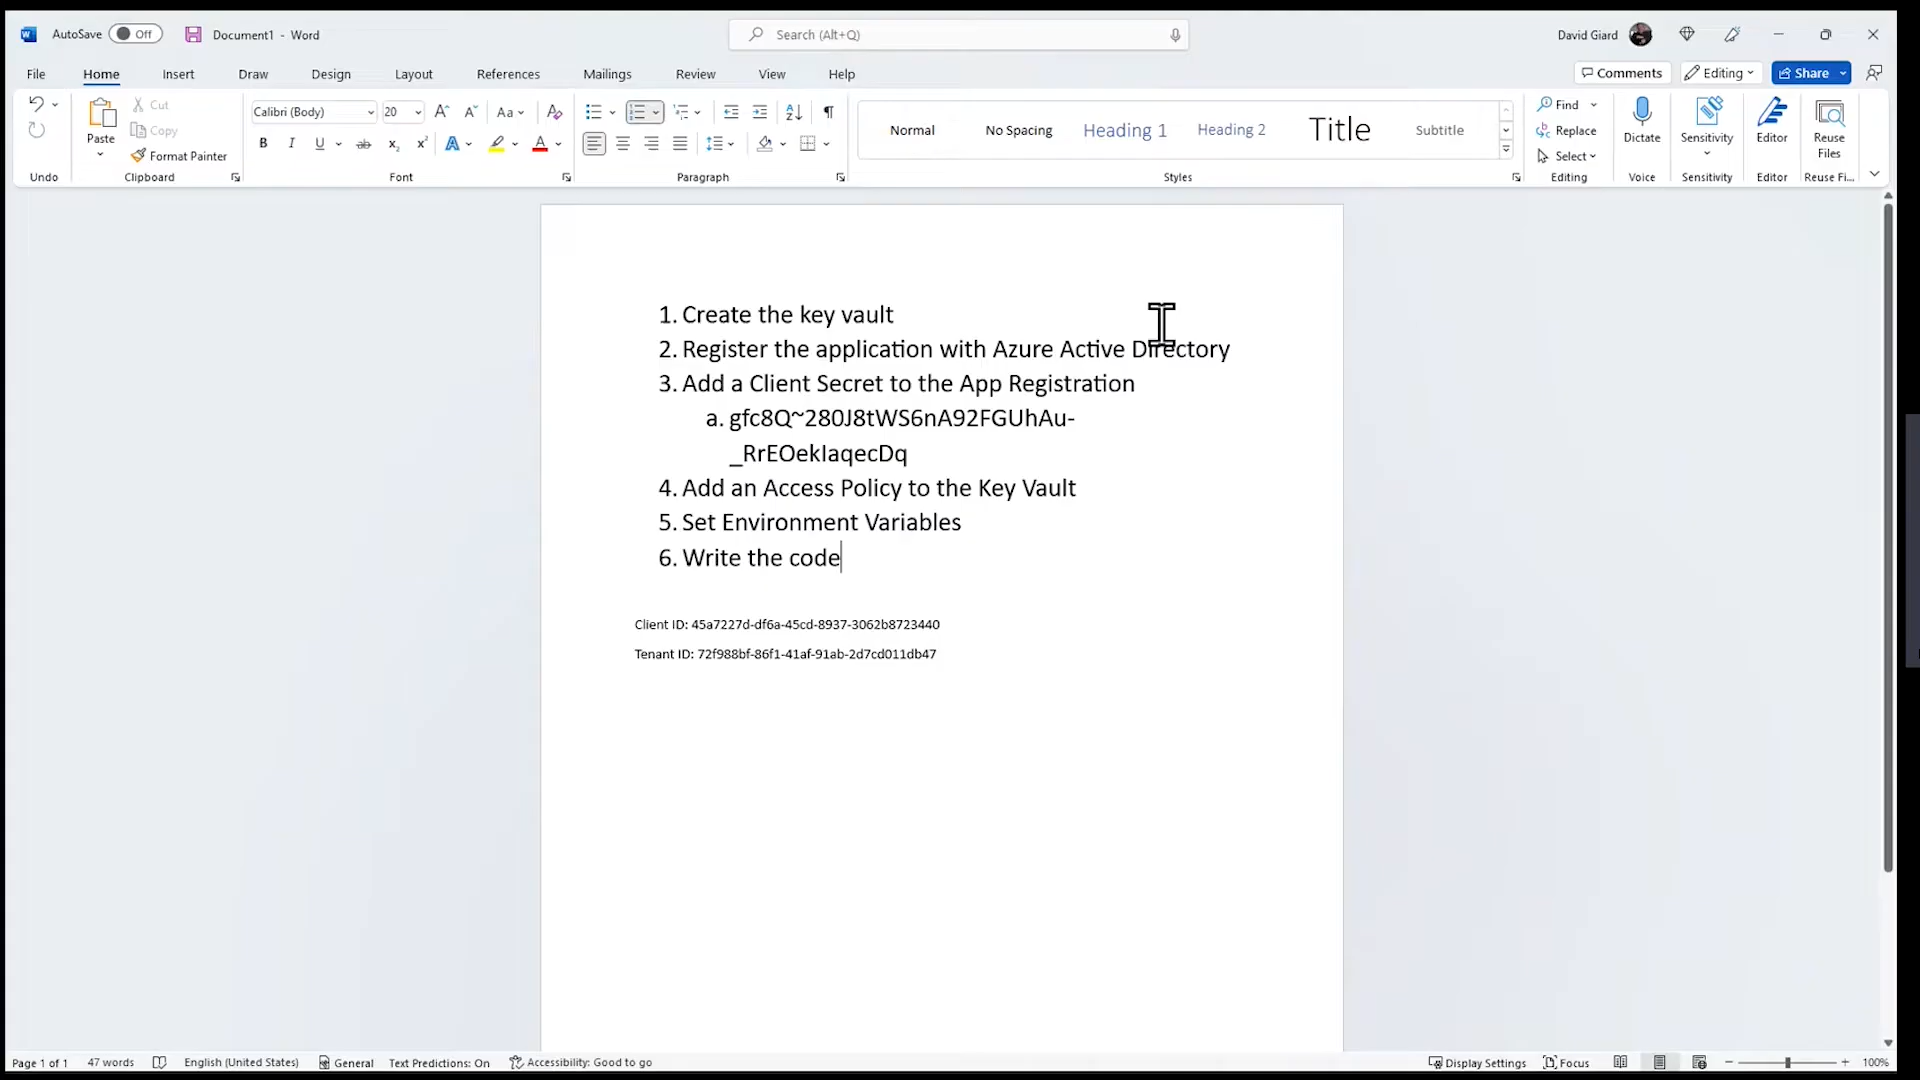 AutoSave Off Document1 - Word Search (Alt+Q) David Giard
File Home Insert Draw Design Layout References Mailings Review View Help Comments Editing Share
Paste Cut Copy Format Painter Calibri (Body) 20 Aa Normal No Spacing Heading 1 Heading 2 Title Subtitle Find Replace Select Dictate Sensitivity Editor Reuse Files
Undo Clipboard Font Paragraph Styles Editing Voice Sensitivity Editor Reuse Fi...
1. Create the key vault
2. Register the application with Azure Active Directory
3. Add a Client Secret to the App Registration
a. gfc8Q~280J8tWS6nA92FGUhAu-
_RrEOekIaqecDq
4. Add an Access Policy to the Key Vault
5. Set Environment Variables
6. Write the code
Client ID: 45a7227d-df6a-45cd-8937-3062b8723440
Tenant ID: 72f988bf-86f1-41af-91ab-2d7cd011db47
Page 1 of 1 47 words English (United States) General Text Predictions: On Accessibility: Good to go Display Settings Focus 100%